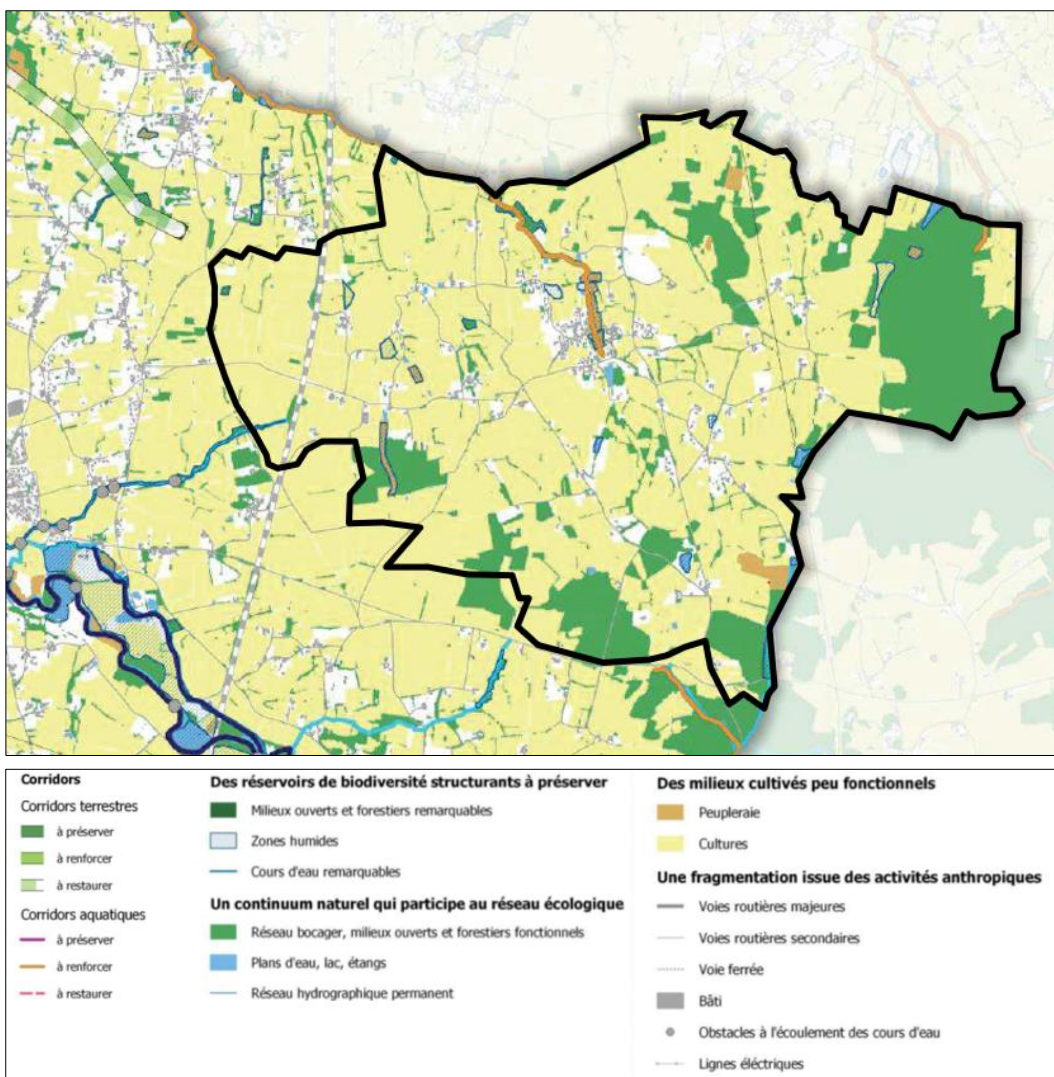 Corridors
Corridors terrestres
à préserver
à renforcer
à restaurer
Corridors aquatiques
à préserver
à renforcer
à restaurer
Des réservoirs de biodiversité structurants à préserver
Milieux ouverts et forestiers remarquables
Zones humides
Cours d'eau remarquables
Un continuum naturel qui participe au réseau écologique
Réseau bocager, milieux ouverts et forestiers fonctionnels
Plans d'eau, lac, étangs
Réseau hydrographique permanent
Des milieux cultivés peu fonctionnels
Peupleraie
Cultures
Une fragmentation issue des activités anthropiques
Voies routières majeures
Voies routières secondaires
Voie ferrée
Bâti
Obstacles à l'écoulement des cours d'eau
Lignes éléctriques